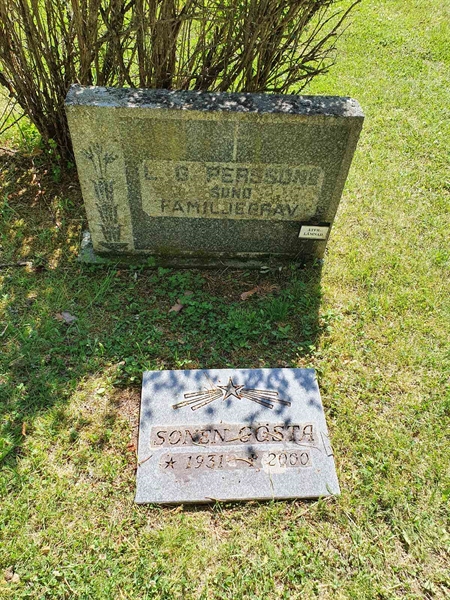 L. G. PERSSONS
SUND
FAMILJEGRAV
SONEN GÖSTA
* 1931 † 2000